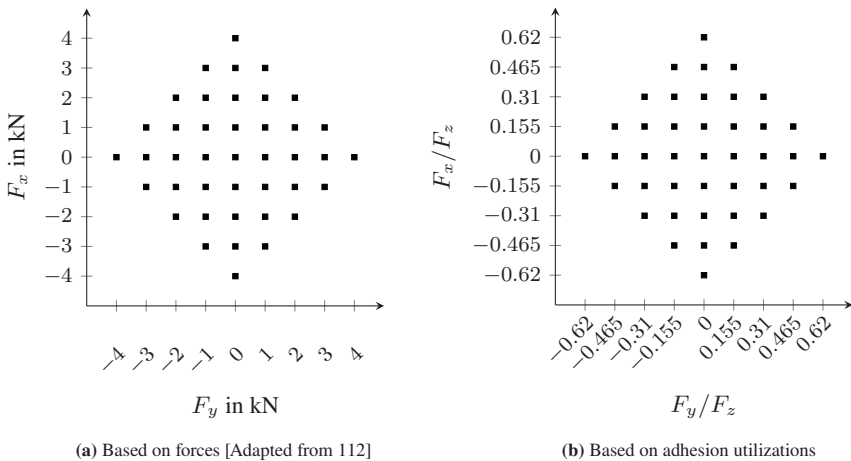 4
3
2
1
0
−1
−2
−3
−4
F_x in kN
−4 −3 −2 −1 0 1 2 3 4
F_y in kN
(a) Based on forces [Adapted from 112]
0.62
0.465
0.31
0.155
0
−0.155
−0.31
−0.465
−0.62
F_x/F_z
−0.62 −0.465 −0.31 −0.155 0 0.155 0.31 0.465 0.62
F_y/F_z
(b) Based on adhesion utilizations